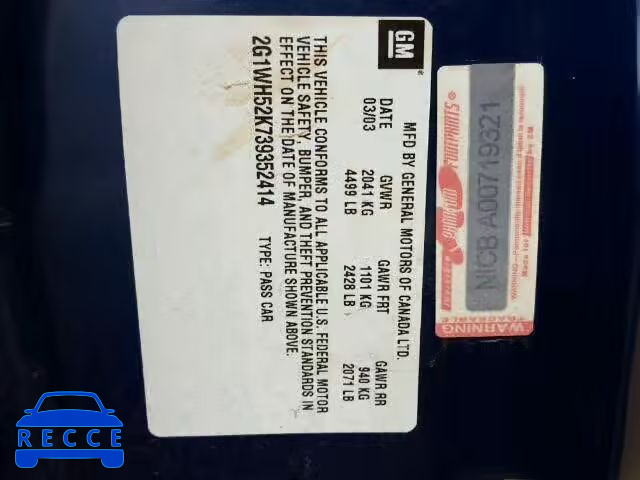 GM
MFD BY GENERAL MOTORS OF CANADA LTD.
DATE GVWR GAWR FRT GAWR RR
03/03 2041 KG 1101 KG 940 KG
4499 LB 2428 LB 2071 LB
THIS VEHICLE CONFORMS TO ALL APPLICABLE U.S. FEDERAL MOTOR
VEHICLE SAFETY, BUMPER, AND THEFT PREVENTION STANDARDS IN
EFFECT ON THE DATE OF MANUFACTURE SHOWN ABOVE.
2G1WH52K739352414 TYPE: PASS CAR
NICB A00719321
WARNING
TRACEABLE
RECCE